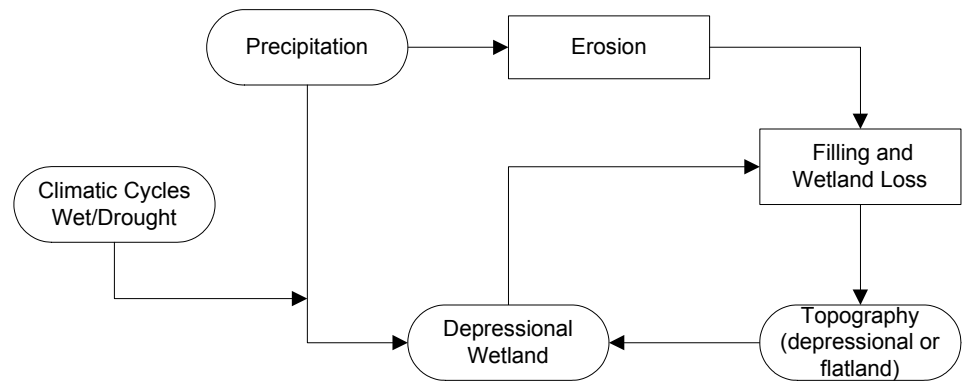 Precipitation
Erosion
Filling and
Wetland Loss
Climatic Cycles
Wet/Drought
Depressional
Wetland
Topography
(depressional or
flatland)